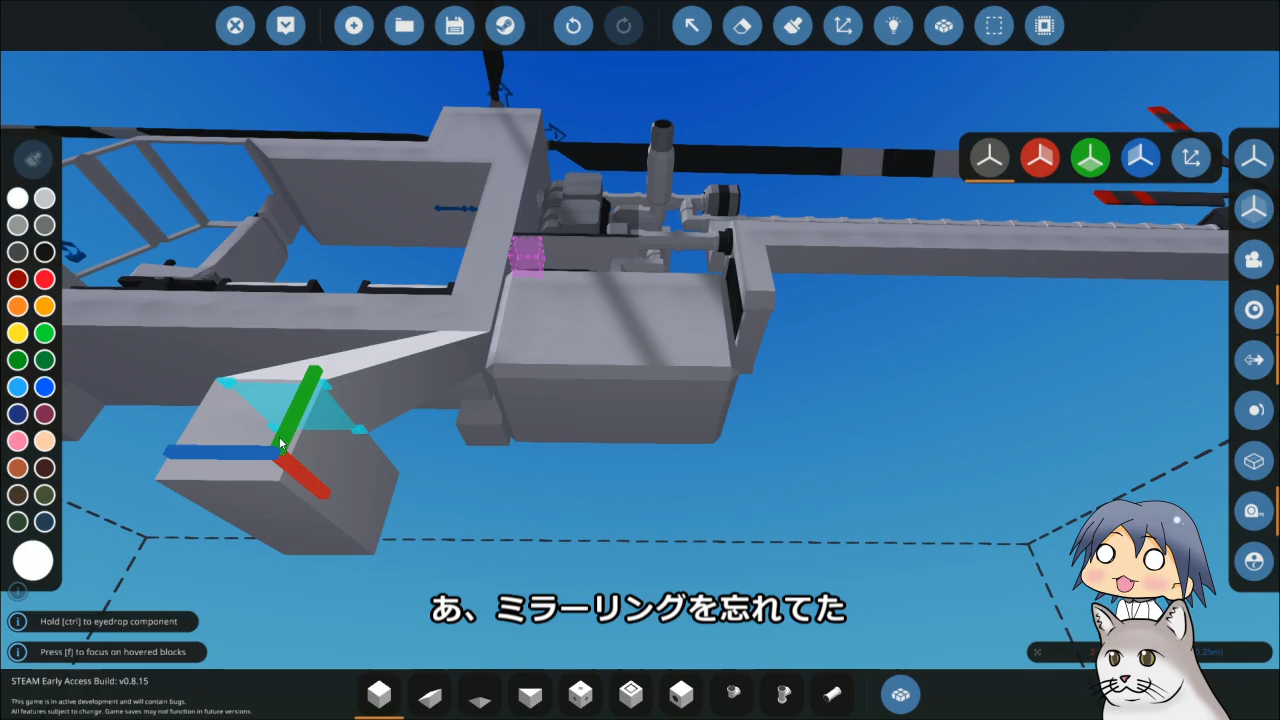 あ、ミラーリングを忘れてた
Hold [ctrl] to eyedrop component
Press [f] to focus on hovered blocks
0.25m)
STEAM Early Access Build: v0.8.15
This game is in active development and will contain bugs.
All features subject to change. Game saves may not function in future versions.